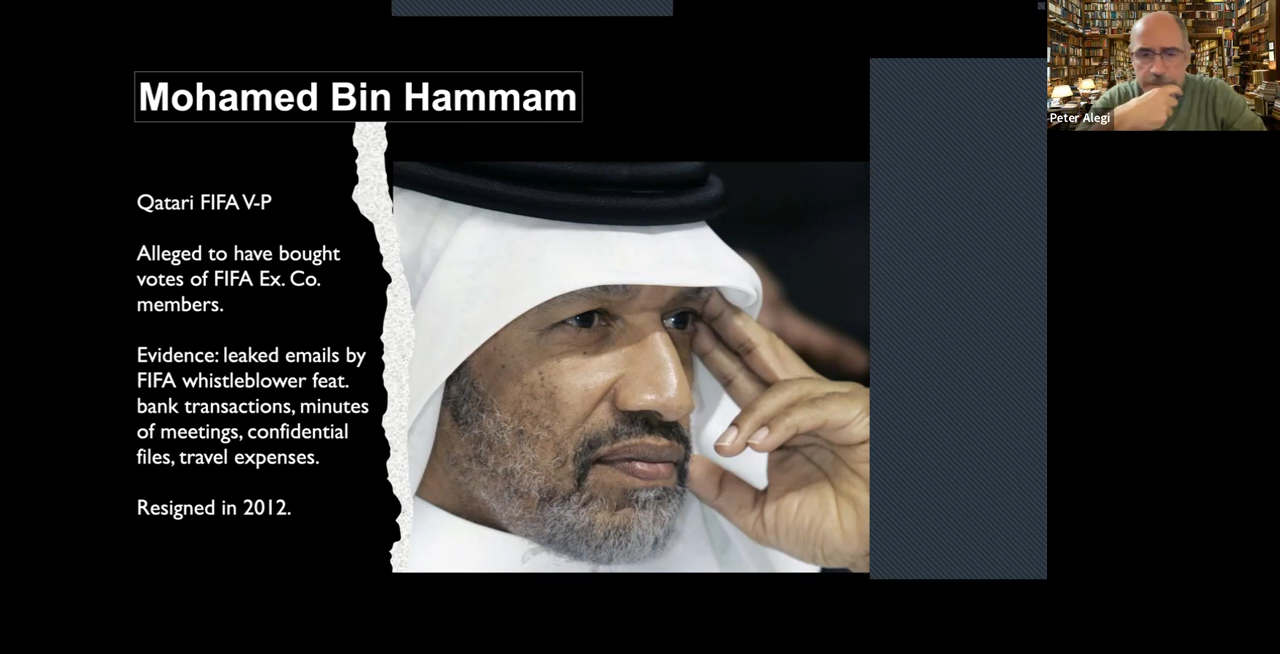 Mohamed Bin Hammam
Peter Alegi
Qatari FIFA V-P
Alleged to have bought
votes of FIFA Ex. Co.
members.
Evidence: leaked emails by
FIFA whistleblower feat.
bank transactions, minutes
of meetings, confidential
files, travel expenses.
Resigned in 2012.